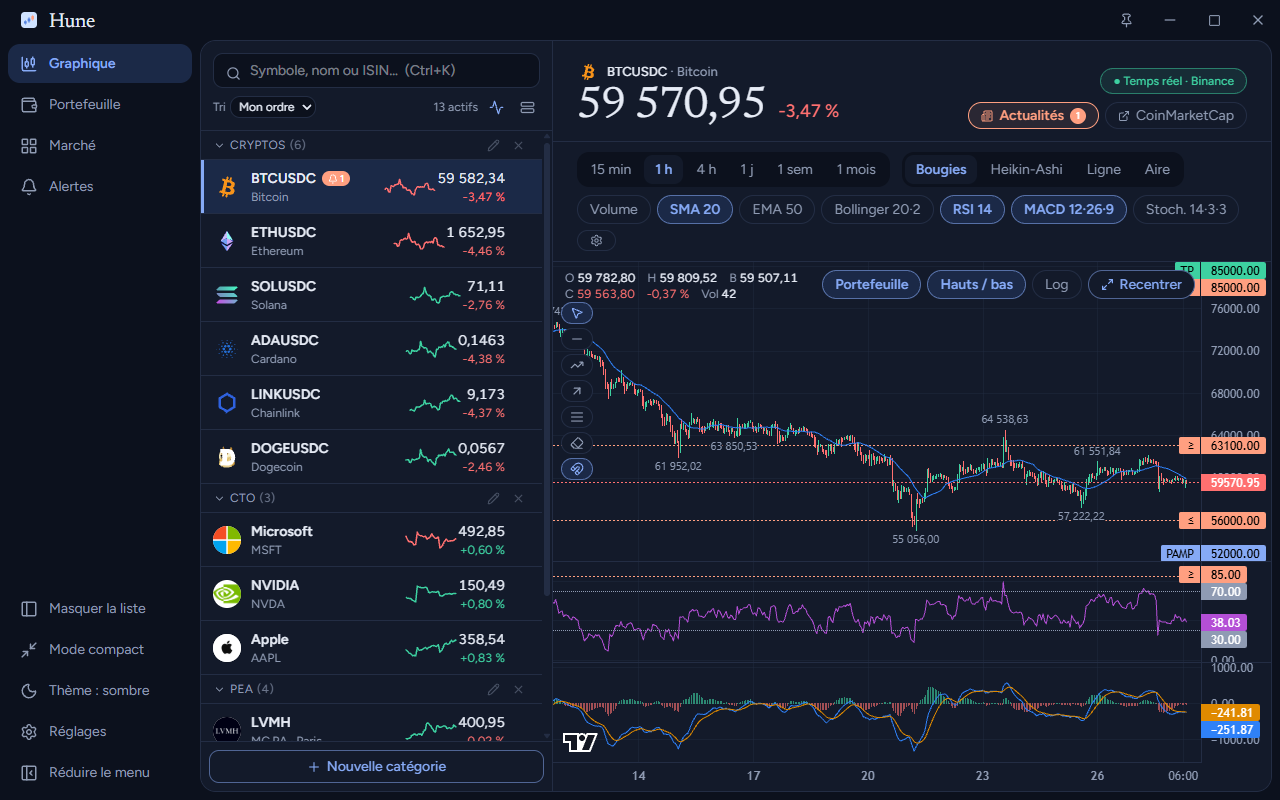 Hune
Graphique
Portefeuille
Marché
Alertes
Masquer la liste
Mode compact
Thème : sombre
Réglages
Réduire le menu
Symbole, nom ou ISIN... (Ctrl+K)
Tri Mon ordre 13 actifs
CRYPTOS (6)
BTCUSDC 1 59 582,34
Bitcoin -3,47 %
ETHUSDC 1 652,95
Ethereum -4,46 %
SOLUSDC 71,11
Solana -2,76 %
ADAUSDC 0,1463
Cardano -4,38 %
LINKUSDC 9,173
Chainlink -4,37 %
DOGEUSDC 0,0567
Dogecoin -2,46 %
CTO (3)
Microsoft 492,85
MSFT +0,60 %
NVIDIA 150,49
NVDA +0,80 %
Apple 358,54
AAPL +0,83 %
PEA (4)
LVMH LVMH 400,95
MC.PA · Paris
Nouvelle catégorie
BTCUSDC · Bitcoin
59 570,95 -3,47 %
Temps réel · Binance
Actualités 1 CoinMarketCap
15 min 1 h 4 h 1 j 1 sem 1 mois Bougies Heikin-Ashi Ligne Aire
Volume SMA 20 EMA 50 Bollinger 20·2 RSI 14 MACD 12·26·9 Stoch. 14·3·3
O 59 782,80 H 59 809,52 B 59 507,11
C 59 563,80 -0,37 % Vol 42
Portefeuille Hauts / bas Log Recentrer
85000.00
85000.00
76000.00
72000.00
68000.00
64 538,63
64000.00
≥ 63100.00
63 850,53
61 551,84
61 952,02
59570.95
57 222,22
≤ 56000.00
55 056,00
PAMP 52000.00
≥ 85.00
70.00
38.03
30.00
0.00
1000.00
0.00
−241.81
−251.87
−1000.00
14 17 20 23 26 06:00